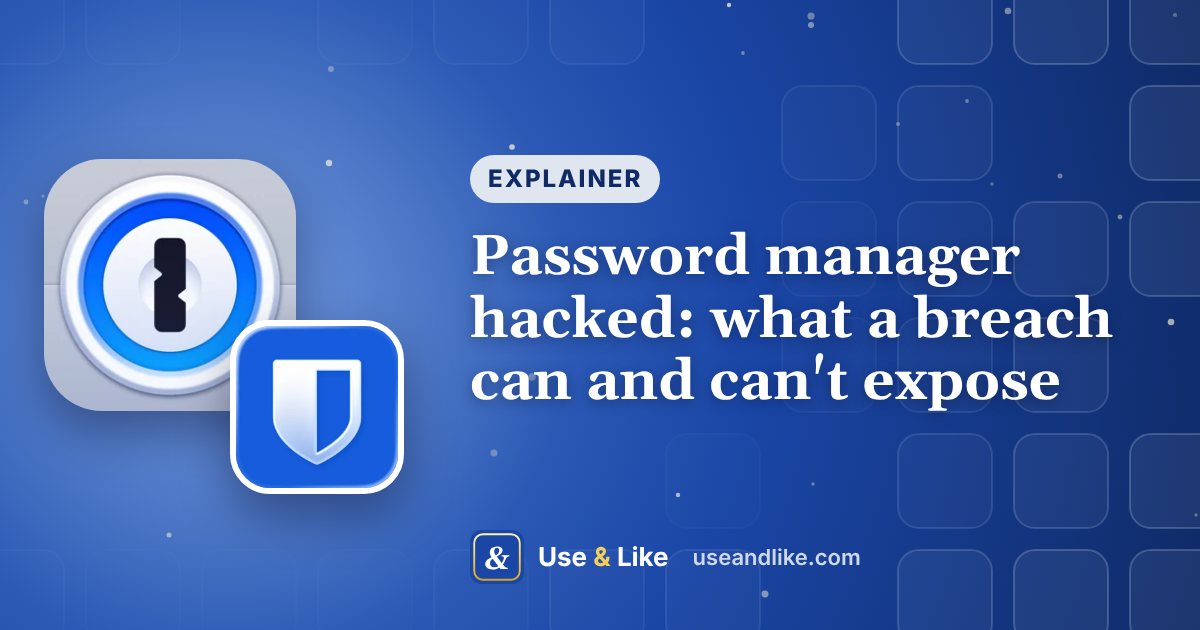 EXPLAINER
Password manager
hacked: what a breach
can and can't expose
& Use & Like useandlike.com